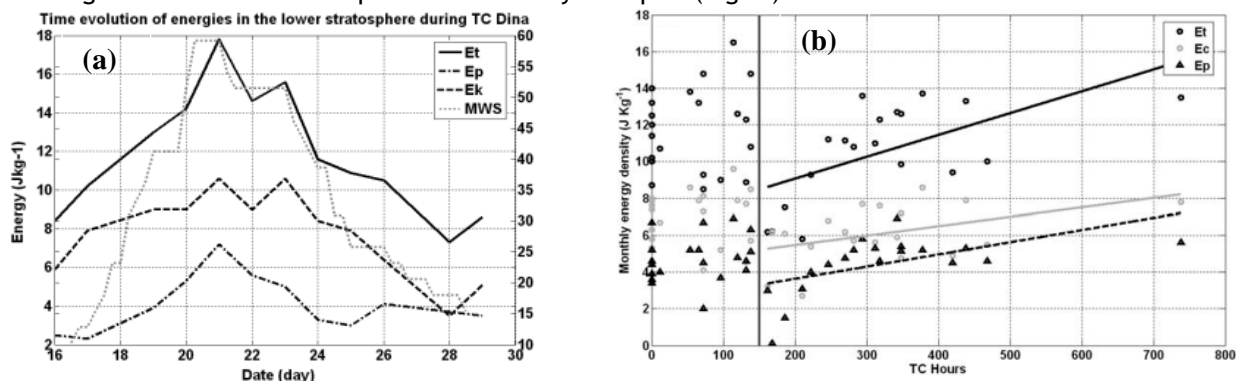 Time evolution of energies in the lower stratosphere during TC Dina
(a)
Et
Ep
Ek
MWS
18
16
14
12
10
8
6
4
2
60
55
50
45
40
35
30
25
20
15
10
16 18 20 22 24 26 28 30
Energy (Jkg-1)
Date (day)
(b)
Et
Ec
Ep
18
16
14
12
10
8
6
4
2
0
0 100 200 300 400 500 600 700 800
Monthly energy density (J Kg-1)
TC Hours